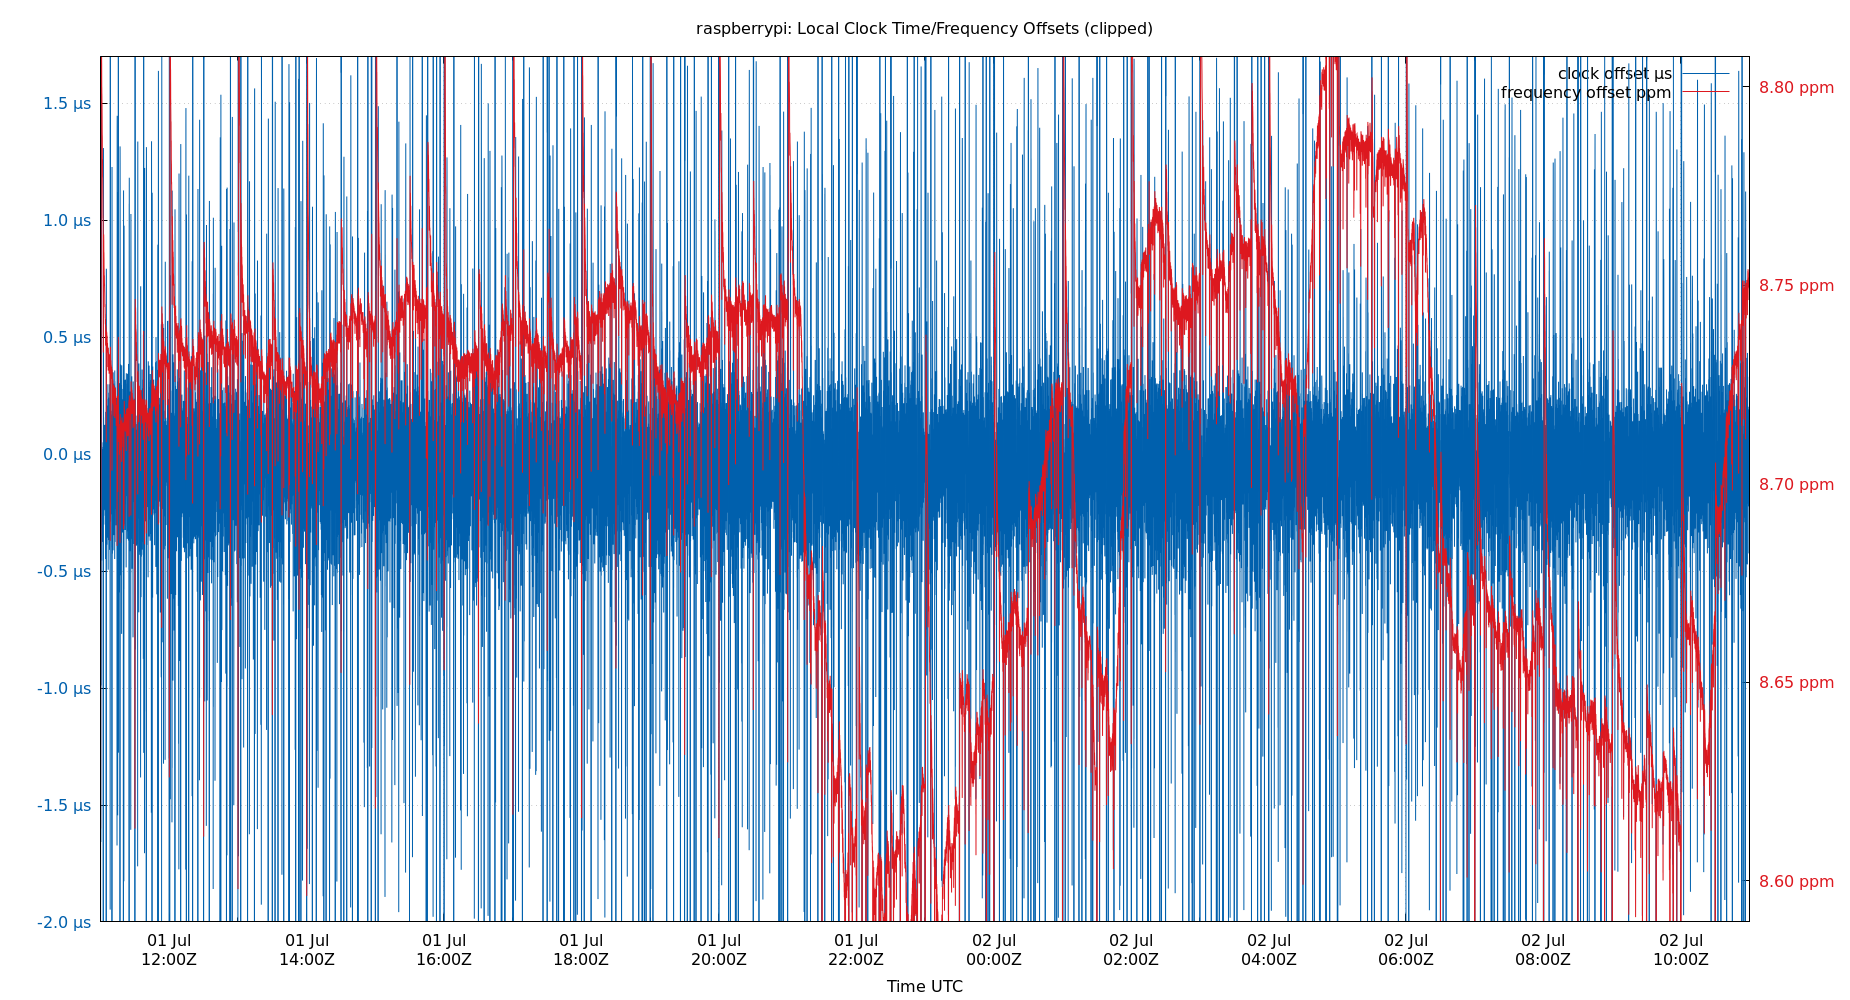 raspberrypi: Local Clock Time/Frequency Offsets (clipped)
clock offset µs
frequency offset ppm
1.5 µs
1.0 µs
0.5 µs
0.0 µs
-0.5 µs
-1.0 µs
-1.5 µs
-2.0 µs
8.80 ppm
8.75 ppm
8.70 ppm
8.65 ppm
8.60 ppm
01 Jul 01 Jul 01 Jul 01 Jul 01 Jul 01 Jul 02 Jul 02 Jul 02 Jul 02 Jul 02 Jul 02 Jul
12:00Z 14:00Z 16:00Z 18:00Z 20:00Z 22:00Z 00:00Z 02:00Z 04:00Z 06:00Z 08:00Z 10:00Z
Time UTC